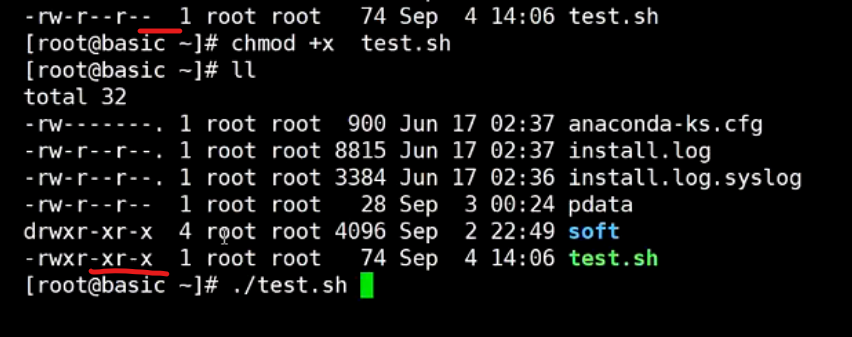 -rw-r--r-- 1 root root   74 Sep  4 14:06 test.sh
[root@basic ~]# chmod +x  test.sh
[root@basic ~]# ll
total 32
-rw-------. 1 root root  900 Jun 17 02:37 anaconda-ks.cfg
-rw-r--r--. 1 root root 8815 Jun 17 02:37 install.log
-rw-r--r--. 1 root root 3384 Jun 17 02:36 install.log.syslog
-rw-r--r--  1 root root   28 Sep  3 00:24 pdata
drwxr-xr-x  4 root root 4096 Sep  2 22:49 soft
-rwxr-xr-x  1 root root   74 Sep  4 14:06 test.sh
[root@basic ~]# ./test.sh